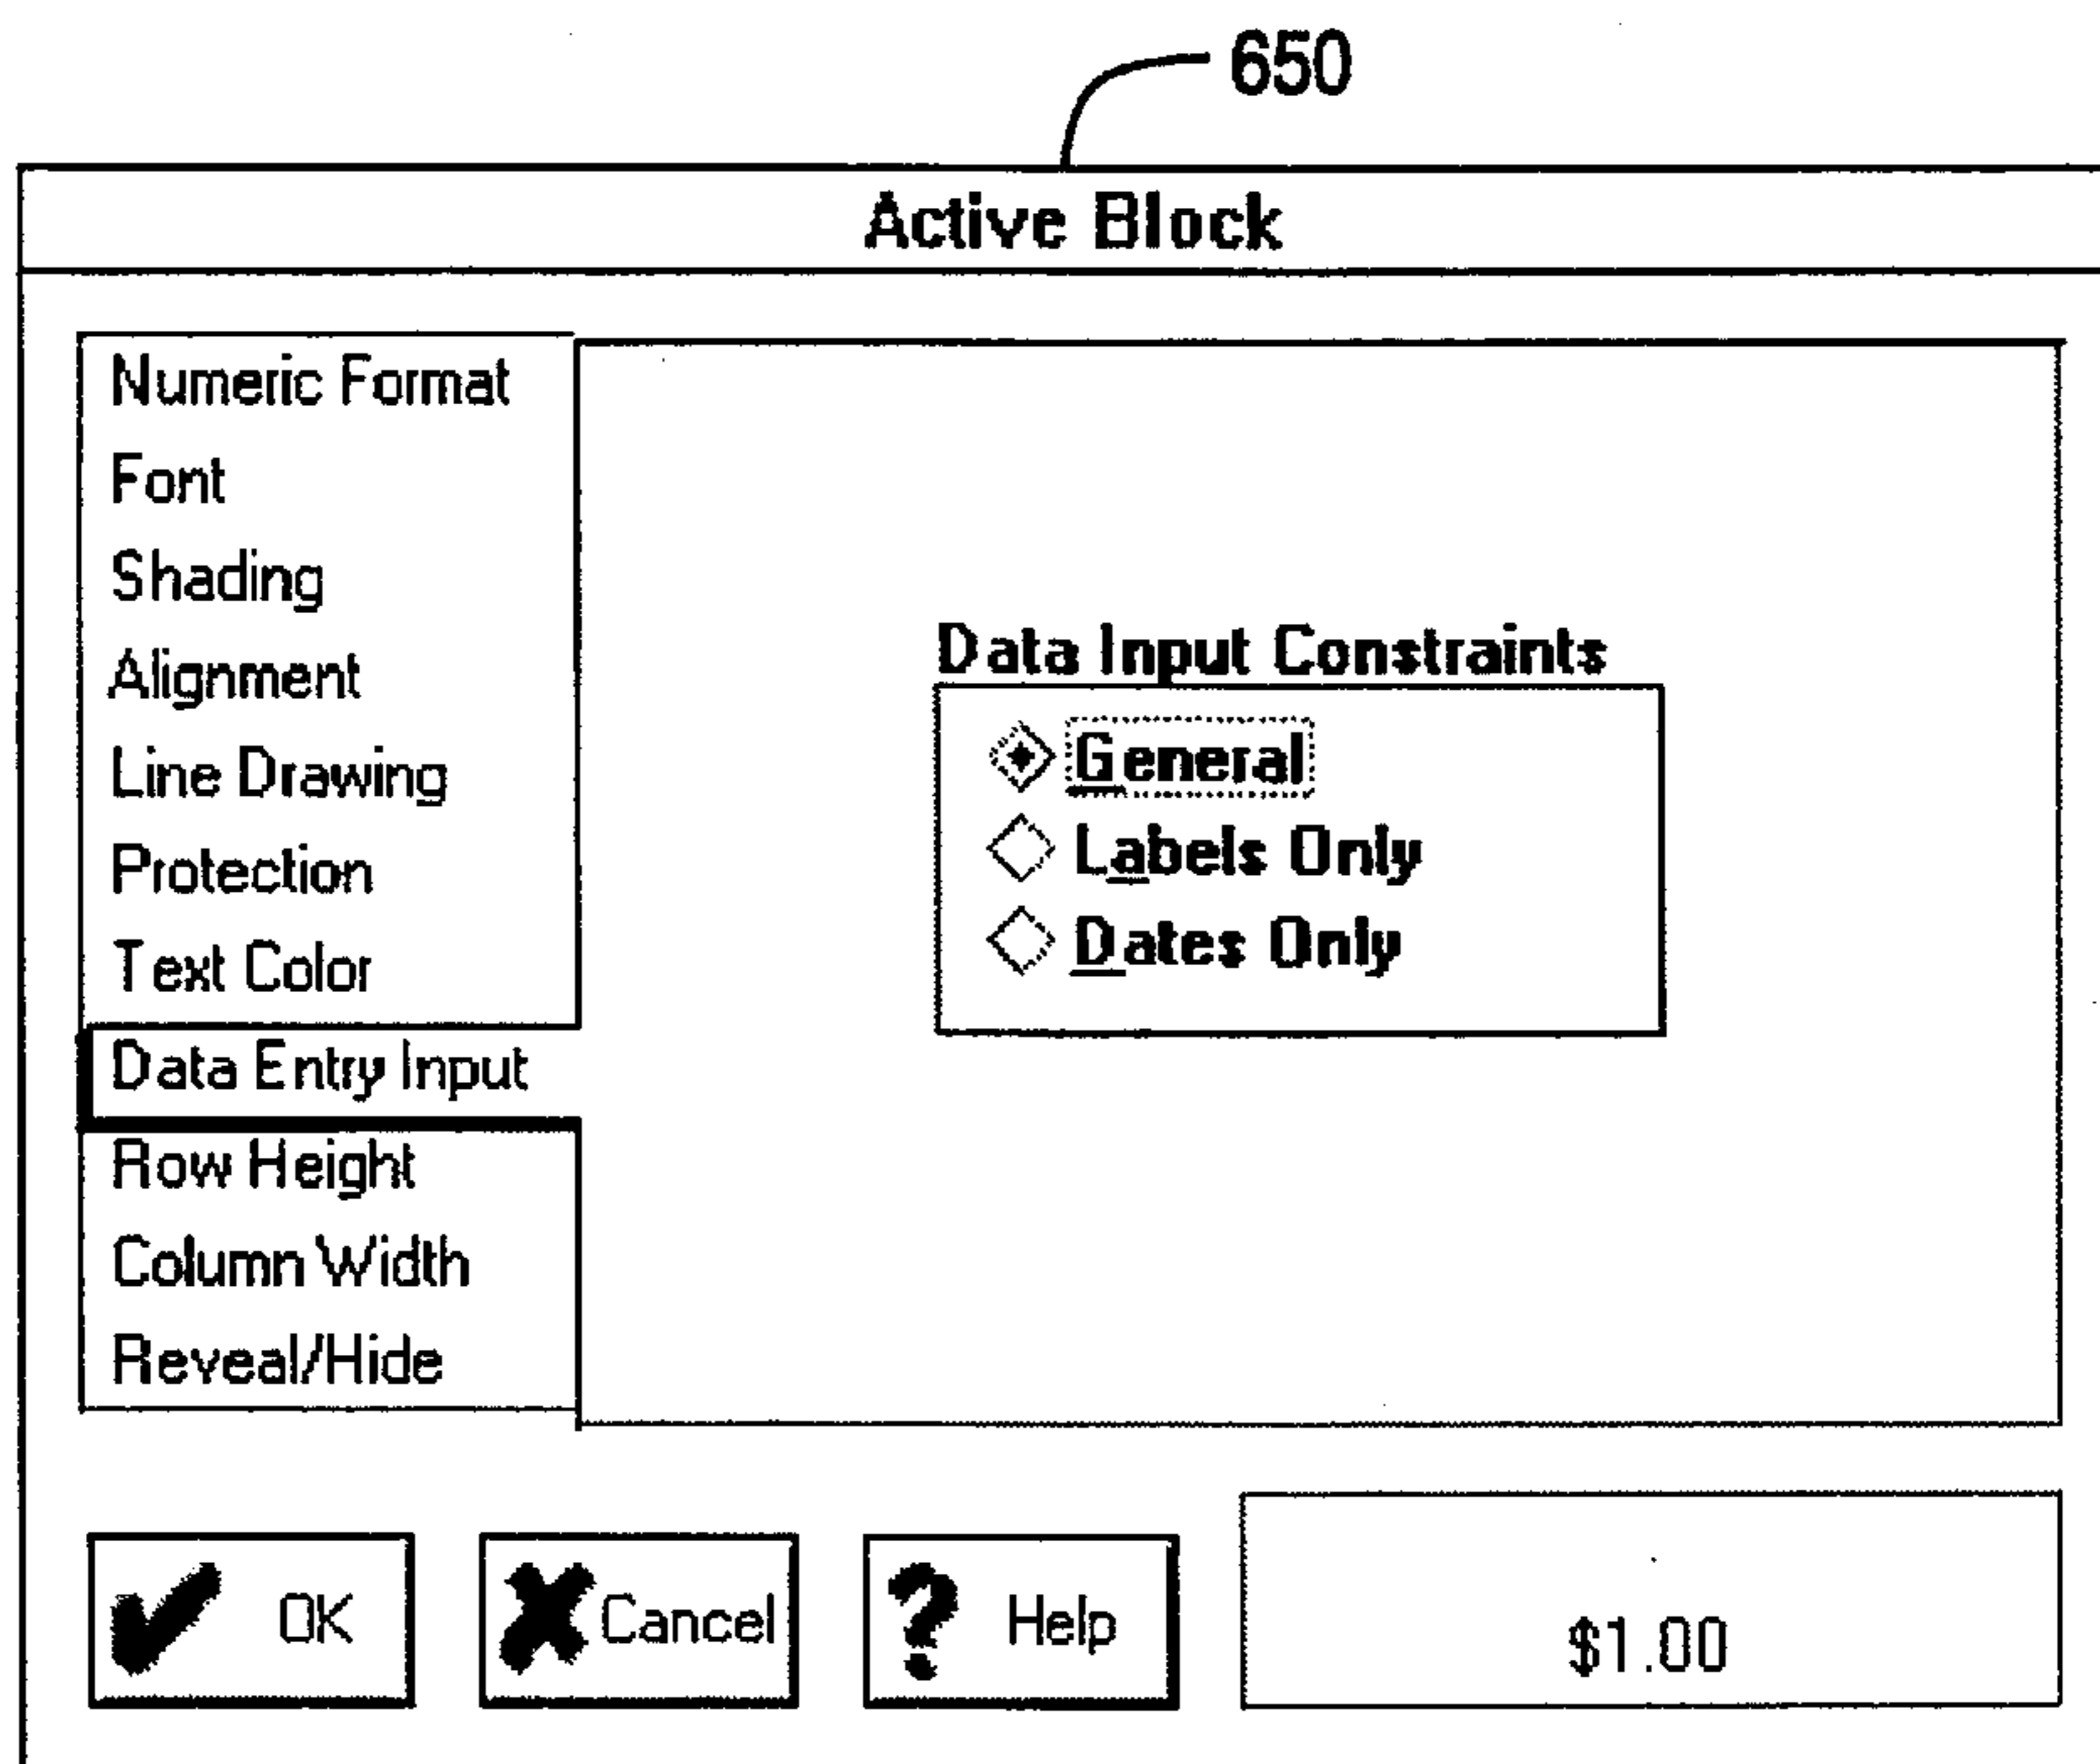 650
Active Block
Numeric Format
Font
Shading
Alignment
Line Drawing
Protection
Text Color
Data Entry Input
Row Height
Column Width
Reveal/Hide
Data Input Constraints
General
Labels Only
Dates Only
OK
Cancel
? Help
$1.00